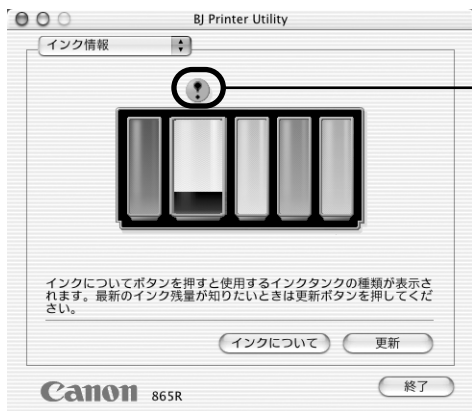 BJ Printer Utility
インク情報
インクについてボタンを押すと使用するインクタンクの種類が表示さ
れます。最新のインク残量が知りたいときは更新ボタンを押してくだ
さい。
インクについて 更新
Canon 865R 終了